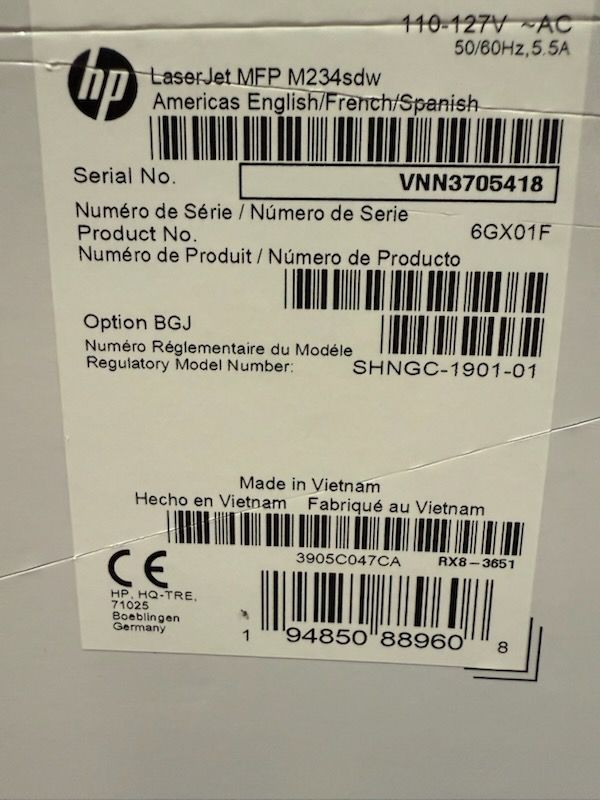 110-127V ~AC
50/60Hz, 5.5A
hp
LaserJet MFP M234sdw
Americas English/French/Spanish
Serial No.
VNN3705418
Numéro de Série / Número de Serie
Product No.
6GX01F
Numéro de Produit / Número de Producto
Option BGJ
Numéro Réglementaire du Modéle
Regulatory Model Number:
SHNGC-1901-01
Made in Vietnam
Hecho en Vietnam Fabriqué au Vietnam
3905C047CA RX8-3651
CE
HP, HQ-TRE,
71025
Boeblingen
Germany
1 94850 88960 8